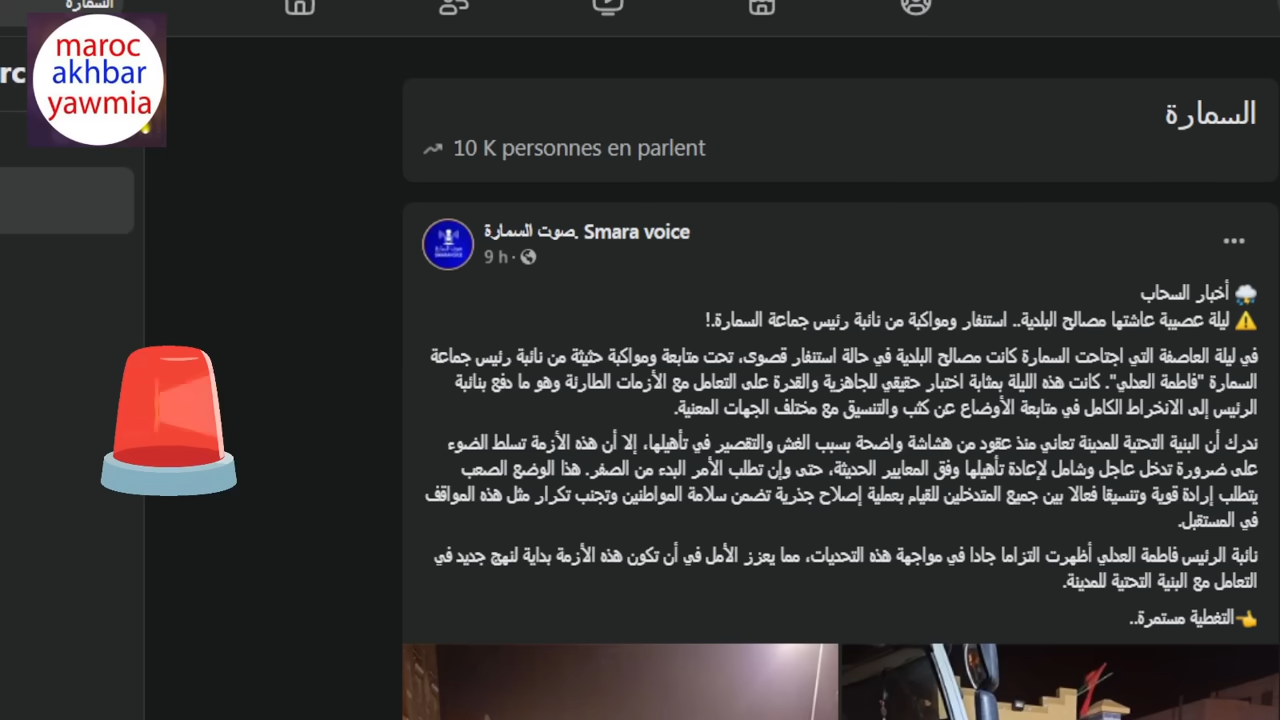 السمارة
maroc
akhbar
yawmia
rc
السمارة
10 K personnes en parlent
صوت السمارة. Smara voice
9 h ·
أخبار السحاب
ليلة عصيبة عاشتها مصالح البلدية.. استنفار ومواكبة من نائبة رئيس جماعة السمارة.!
في ليلة العاصفة التي اجتاحت السمارة كانت مصالح البلدية في حالة استنفار قصوى، تحت متابعة ومواكبة حثيثة من نائبة رئيس جماعة
السمارة "فاطمة العدلي". كانت هذه الليلة بمثابة اختبار حقيقي للجاهزية والقدرة على التعامل مع الأزمات الطارئة وهو ما دفع بنائبة
الرئيس إلى الانخراط الكامل في متابعة الأوضاع عن كثب والتنسيق مع مختلف الجهات المعنية.
ندرك أن البنية التحتية للمدينة تعاني منذ عقود من هشاشة واضحة بسبب الغش والتقصير في تأهيلها، إلا أن هذه الأزمة تسلط الضوء
على ضرورة تدخل عاجل وشامل لإعادة تأهيلها وفق المعايير الحديثة، حتى وإن تطلب الأمر البدء من الصفر. هذا الوضع الصعب
يتطلب إرادة قوية وتنسيقا فعالا بين جميع المتدخلين للقيام بعملية إصلاح جذرية تضمن سلامة المواطنين وتجنب تكرار مثل هذه المواقف
في المستقبل.
نائبة الرئيس فاطمة العدلي أظهرت التزاما جادا في مواجهة هذه التحديات، مما يعزز الأمل في أن تكون هذه الأزمة بداية لنهج جديد في
التعامل مع البنية التحتية للمدينة.
التغطية مستمرة..